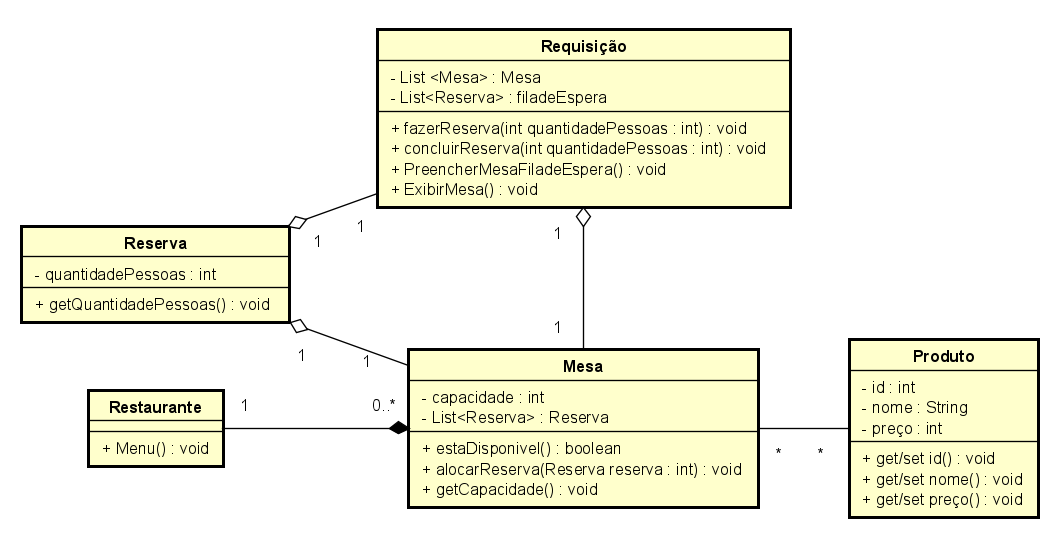 Requisição
- List <Mesa> : Mesa
- List<Reserva> : filadeEspera
+ fazerReserva(int quantidadePessoas : int) : void
+ concluirReserva(int quantidadePessoas : int) : void
+ PreencherMesaFiladeEspera() : void
+ ExibirMesa() : void
1
1
1
1
Reserva
- quantidadePessoas : int
+ getQuantidadePessoas() : void
1
1
Mesa
- capacidade : int
- List<Reserva> : Reserva
+ estaDisponivel() : boolean
+ alocarReserva(Reserva reserva : int) : void
+ getCapacidade() : void
Restaurante
+ Menu() : void
1
0..*
*
*
Produto
- id : int
- nome : String
- preço : int
+ get/set id() : void
+ get/set nome() : void
+ get/set preço() : void